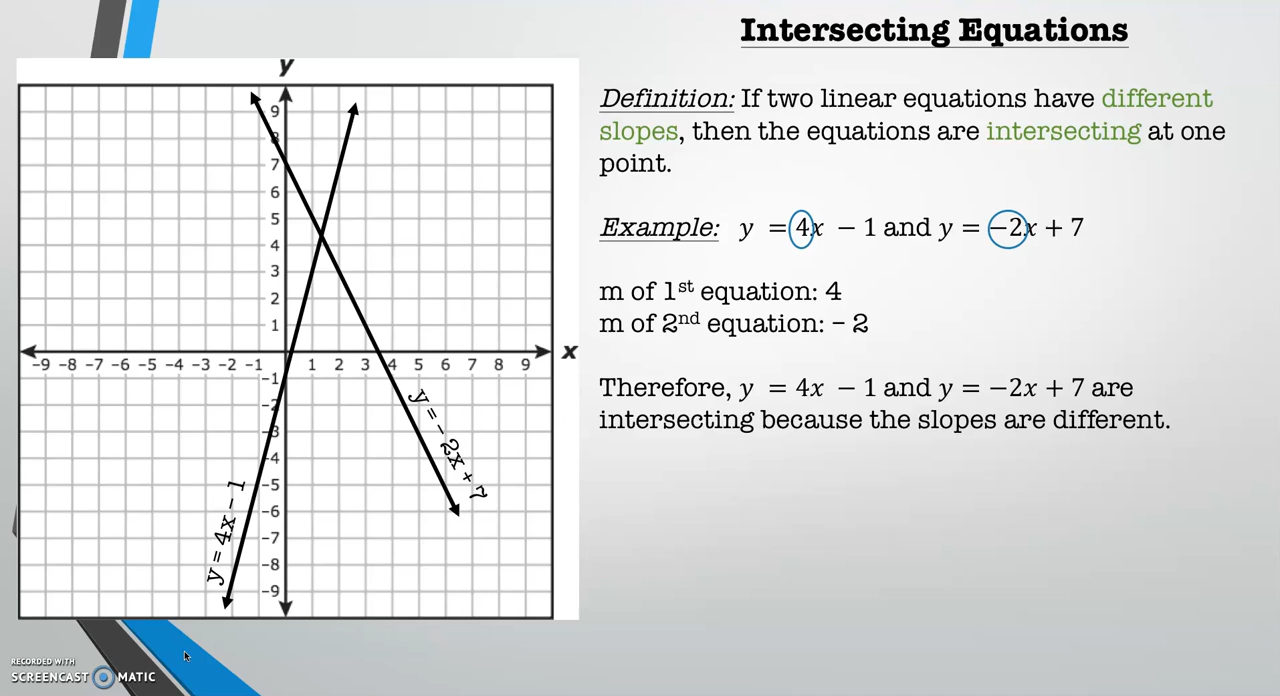 Intersecting Equations
Definition: If two linear equations have different
slopes, then the equations are intersecting at one
point.
Example: y = 4x − 1 and y = −2x + 7
m of 1st equation: 4
m of 2nd equation: − 2
Therefore, y = 4x − 1 and y = −2x + 7 are
intersecting because the slopes are different.
y
9
8
7
6
5
4
3
2
1
-9 -8 -7 -6 -5 -4 -3 -2 -1 1 2 3 4 5 6 7 8 9 x
-1
-2
-3
-4
-5
-6
-7
-8
-9
y = 4x − 1
y = − 2x + 7
RECORDED WITH
SCREENCAST MATIC